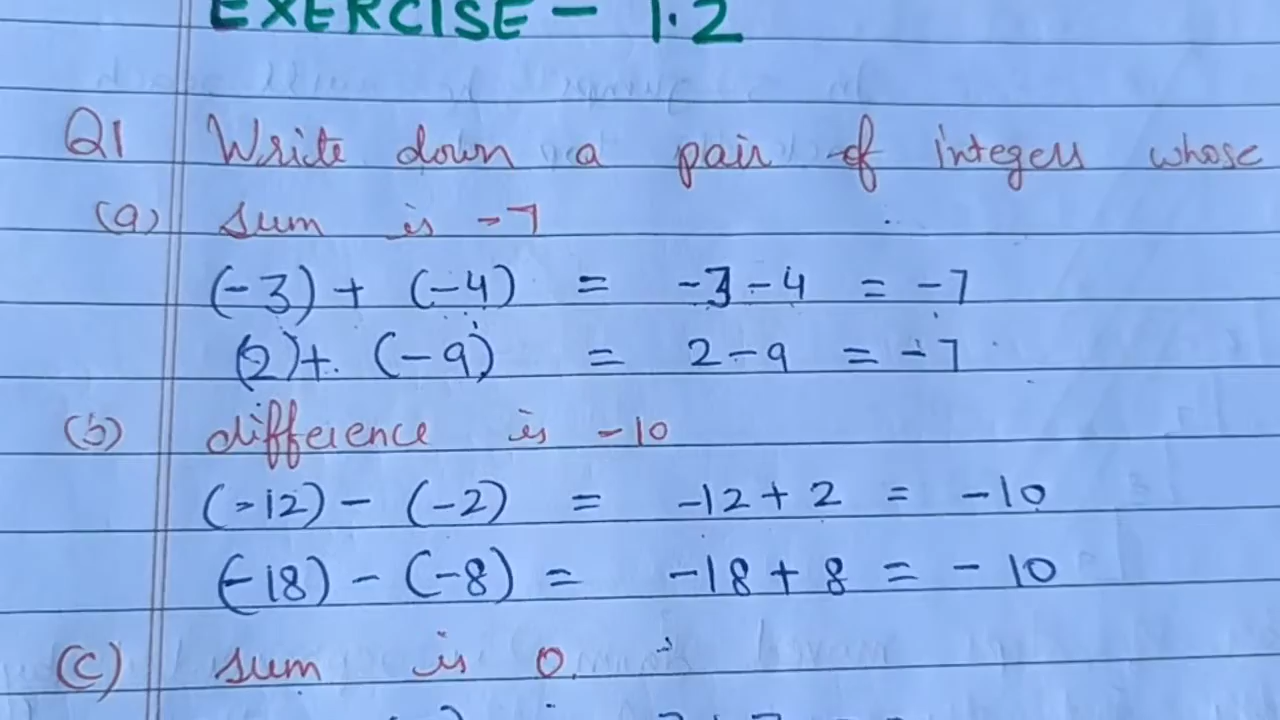 EXERCISE - 1.2
Q1 Write down a pair of integers whose
(a) sum is -7
(-3) + (-4) = -3-4 = -7
(2) + (-9) = 2-9 = -7
(b) difference is -10
(-12) - (-2) = -12+2 = -10
(-18) - (-8) = -18+8 = -10
(c) sum is 0.